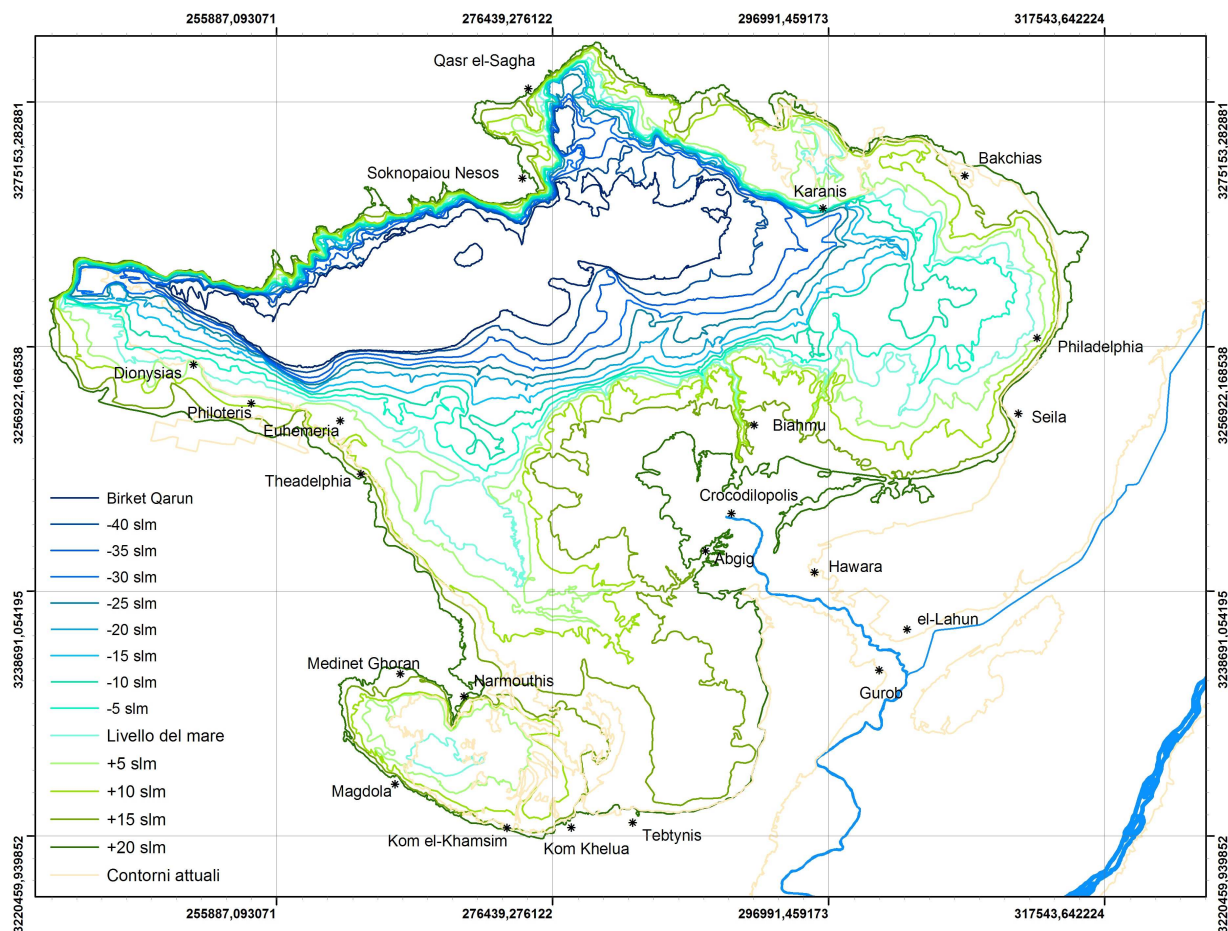 255887,093071
276439,276122
296991,459173
317543,642224
3275153,282881
3275153,282881
Qasr el-Sagha
Soknopaiou Nesos
Karanis
Bakchias
3256922,168538
3256922,168538
Dionysias
Philoteris
Euhemeria
Theadelphia
Philadelphia
Seila
Biahmu
Crocodilopolis
Abgig
Hawara
el-Lahun
Gurob
3238691,054195
3238691,054195
Medinet Ghoran
Narmouthis
Magdola
Kom el-Khamsim
Kom Khelua
Tebtynis
Birket Qarun
-40 slm
-35 slm
-30 slm
-25 slm
-20 slm
-15 slm
-10 slm
-5 slm
Livello del mare
+5 slm
+10 slm
+15 slm
+20 slm
Contorni attuali
3220459,939852
3220459,939852
255887,093071
276439,276122
296991,459173
317543,642224